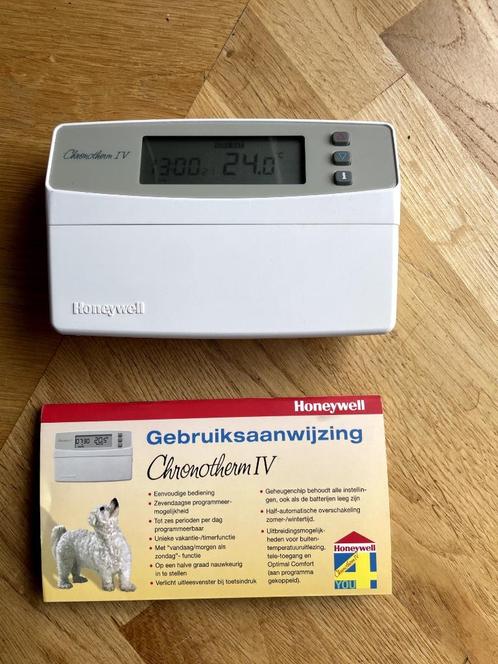 Chronotherm IV
13:00
24.0°C
i
Honeywell
Honeywell
Gebruiksaanwijzing
Chronotherm IV
• Eenvoudige bediening
• Zevendaagse programmeer-
mogelijkheid
• Tot zes perioden per dag
programmeerbaar
• Unieke vakantie-/timerfunctie
• Met "vandaag/morgen als
zondag"- functie
• Op een halve graad nauwkeurig
in te stellen
• Verlicht uitleesvenster bij toetsindruk
• Geheugenchip behoudt alle instellin-
gen, ook als de batterijen leeg zijn
• Half-automatische overschakeling
zomer-/wintertijd.
• Uitbreidingsmogelijk-
heden voor buiten-
temperatuuruitlezing,
tele-toegang en
Optimal Comfort
(aan programma
gekoppeld).
Honeywell
Chronotherm IV
4
YOU